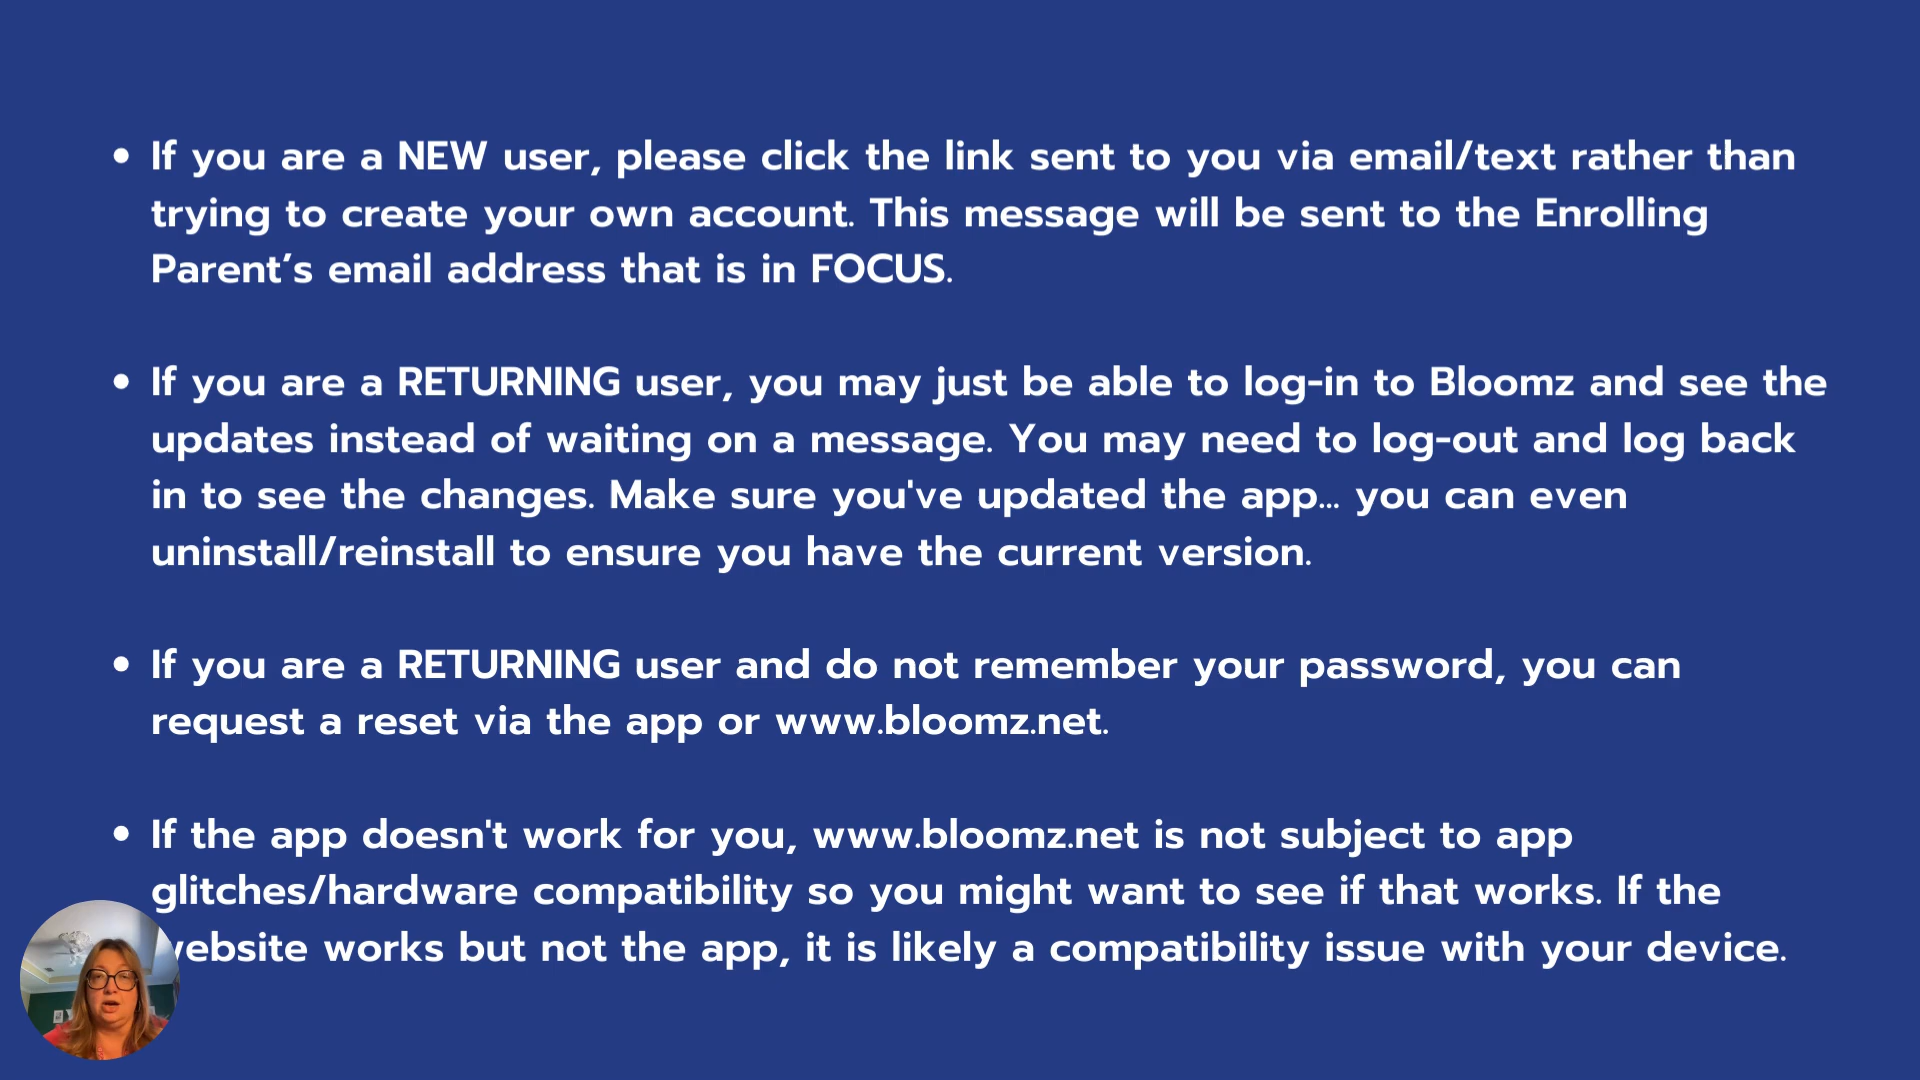 • If you are a NEW user, please click the link sent to you via email/text rather than
trying to create your own account. This message will be sent to the Enrolling
Parent’s email address that is in FOCUS.
• If you are a RETURNING user, you may just be able to log-in to Bloomz and see the
updates instead of waiting on a message. You may need to log-out and log back
in to see the changes. Make sure you've updated the app... you can even
uninstall/reinstall to ensure you have the current version.
• If you are a RETURNING user and do not remember your password, you can
request a reset via the app or www.bloomz.net.
• If the app doesn't work for you, www.bloomz.net is not subject to app
glitches/hardware compatibility so you might want to see if that works. If the
website works but not the app, it is likely a compatibility issue with your device.